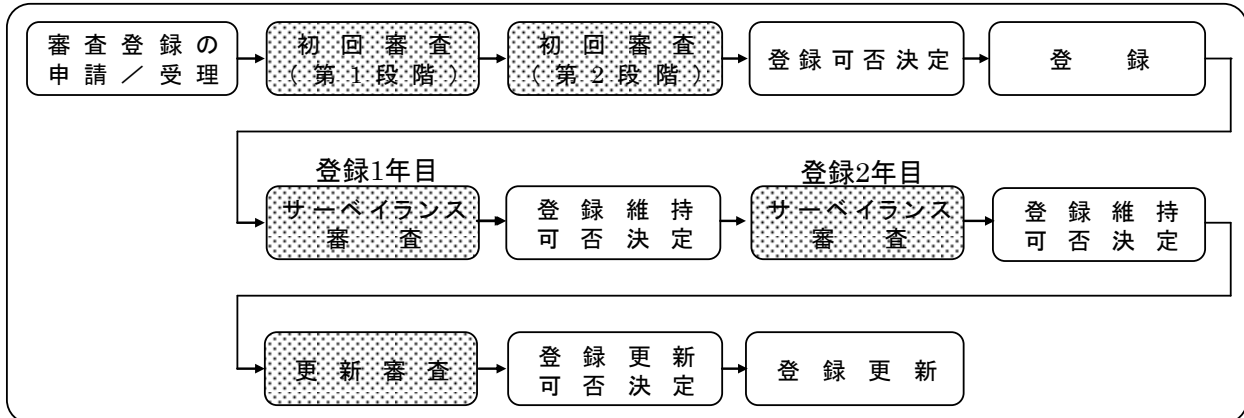 審査登録の
申請／受理
初回審査
（第１段階）
初回審査
（第２段階）
登録可否決定
登録
登録1年目
サーベイランス
審査
登録維持
可否決定
登録2年目
サーベイランス
審査
登録維持
可否決定
更新審査
登録更新
可否決定
登録更新